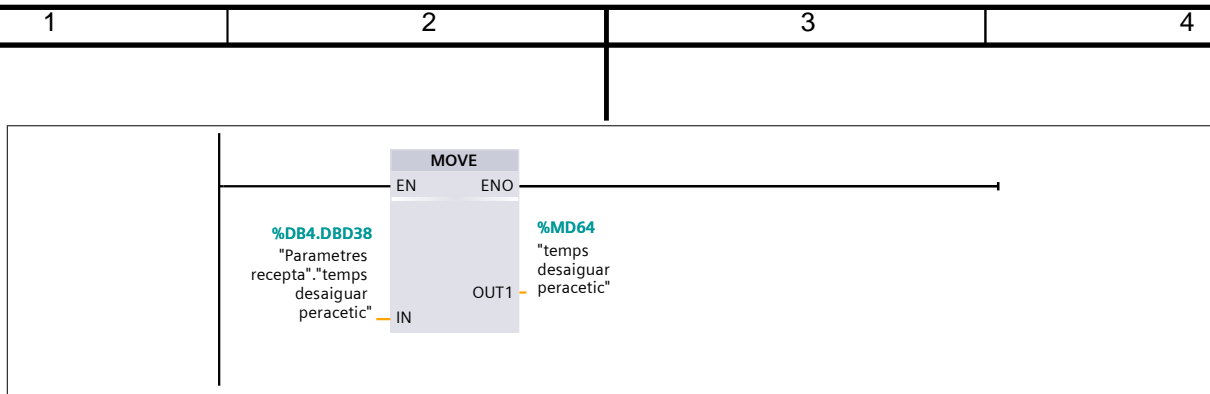 1 2 3 4
MOVE
EN ENO
%DB4.DBD38
"Parametres
recepta"."temps
desaiguar
peracetic"
IN
%MD64
"temps
desaiguar
peracetic"
OUT1